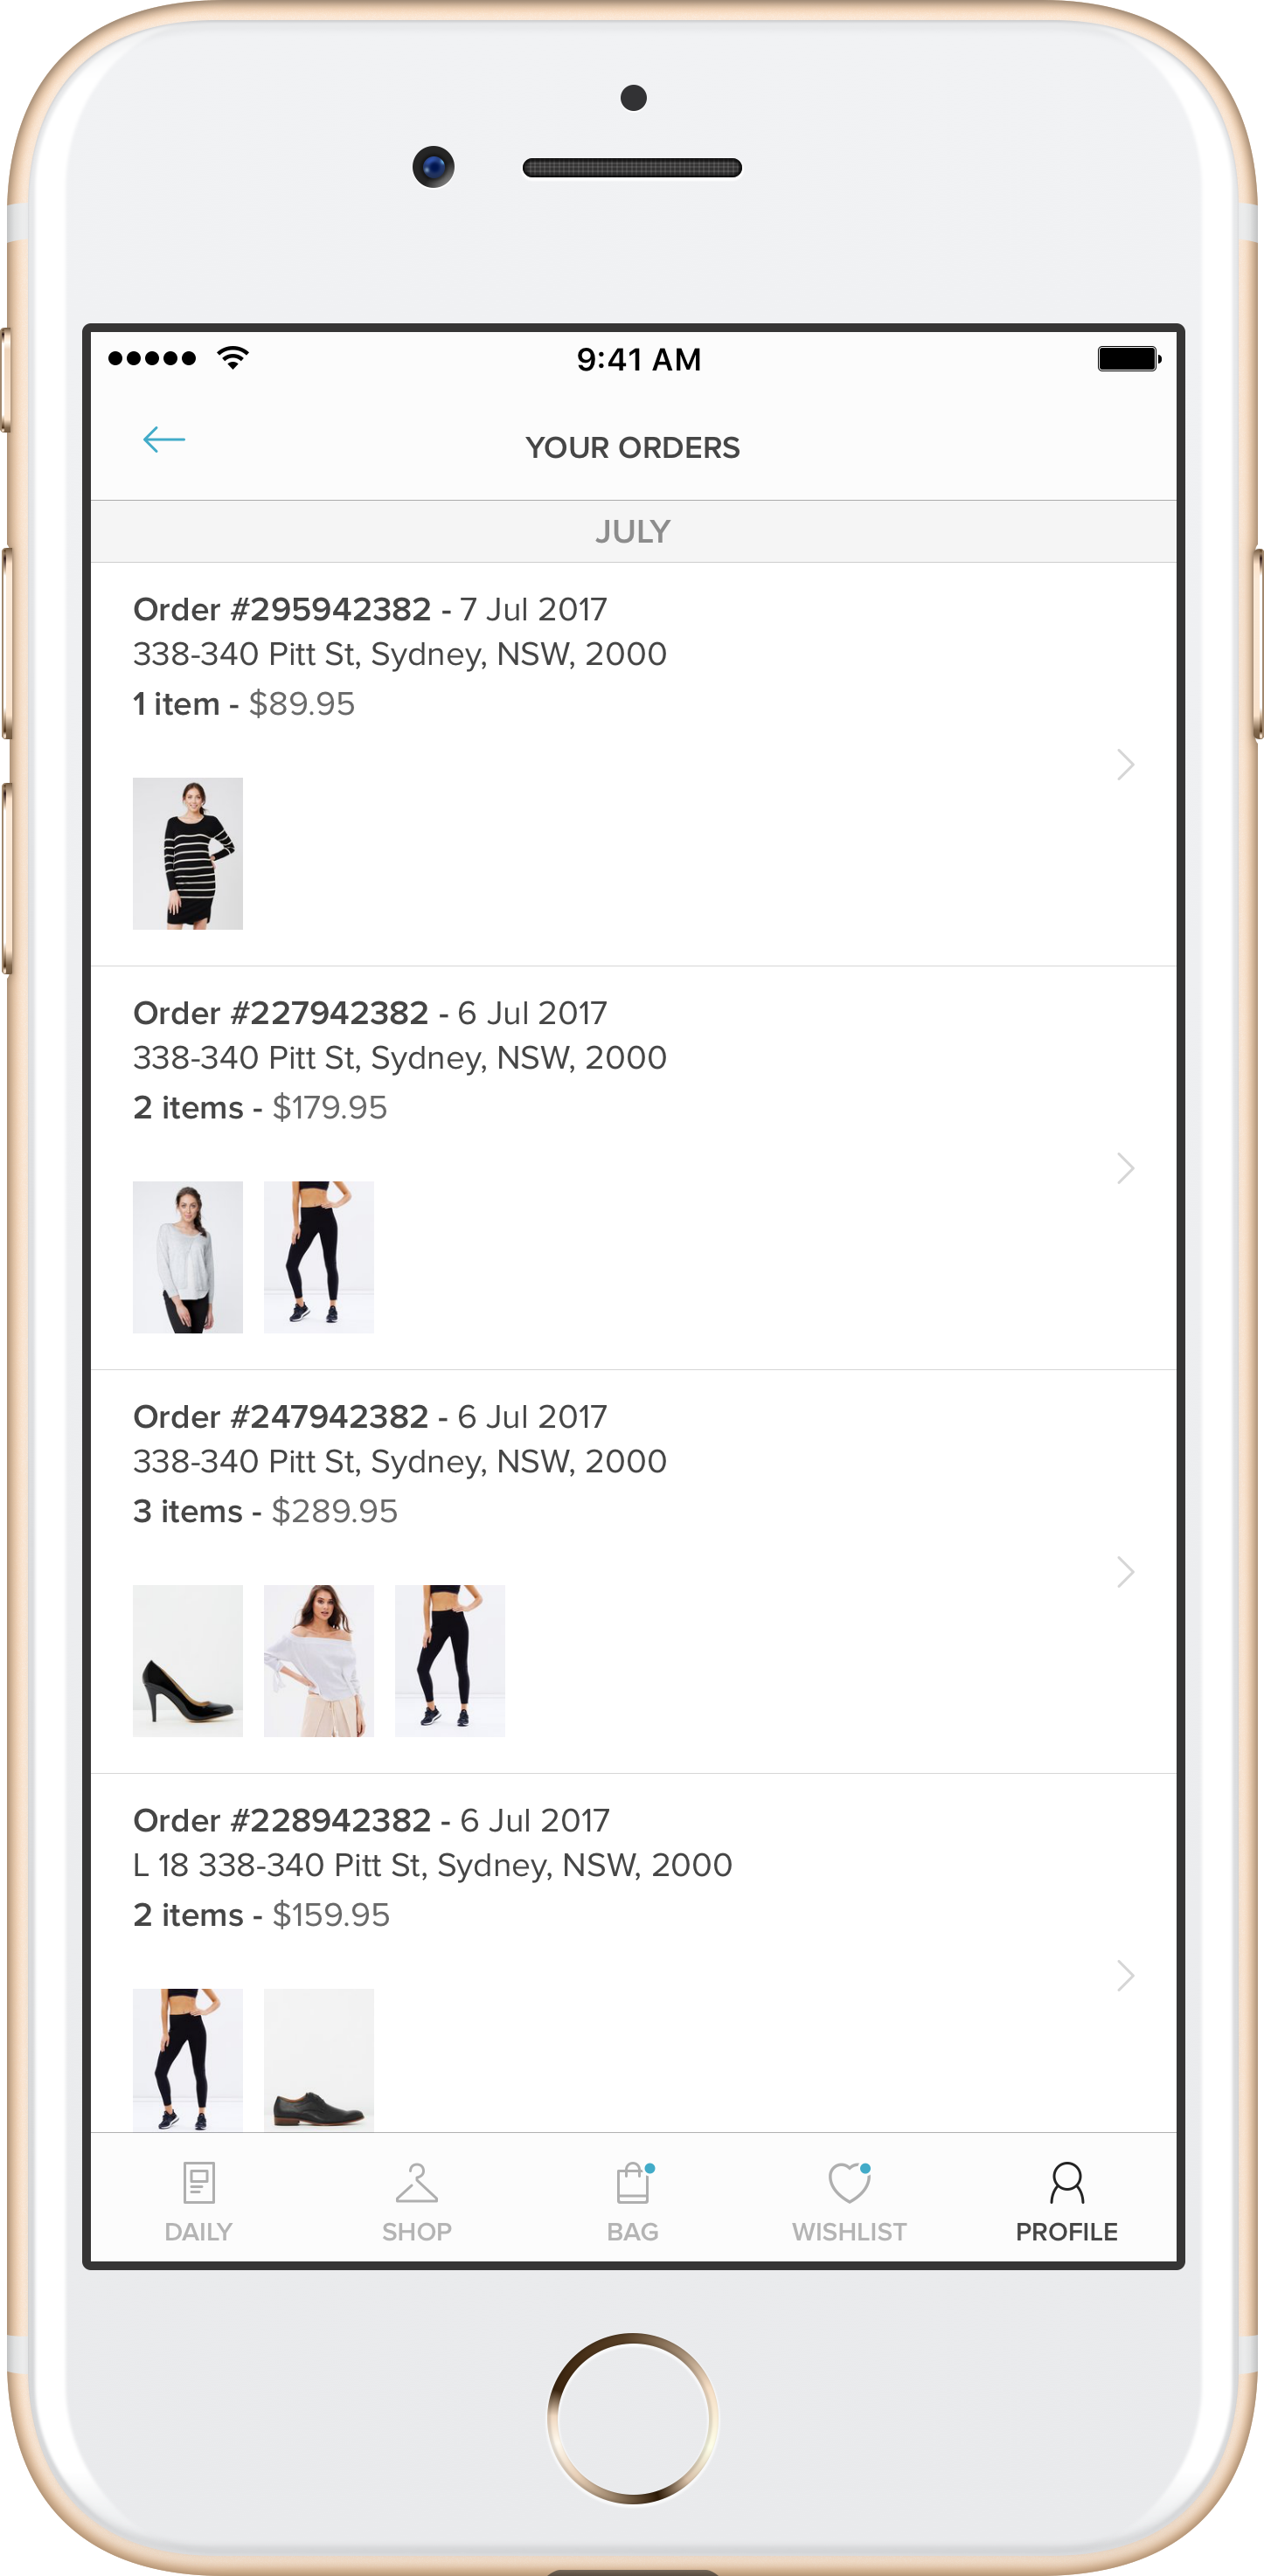 9:41 AM
YOUR ORDERS
JULY
Order #295942382 - 7 Jul 2017
338-340 Pitt St, Sydney, NSW, 2000
1 item - $89.95
Order #227942382 - 6 Jul 2017
338-340 Pitt St, Sydney, NSW, 2000
2 items - $179.95
Order #247942382 - 6 Jul 2017
338-340 Pitt St, Sydney, NSW, 2000
3 items - $289.95
Order #228942382 - 6 Jul 2017
L 18 338-340 Pitt St, Sydney, NSW, 2000
2 items - $159.95
DAILY SHOP BAG WISHLIST PROFILE